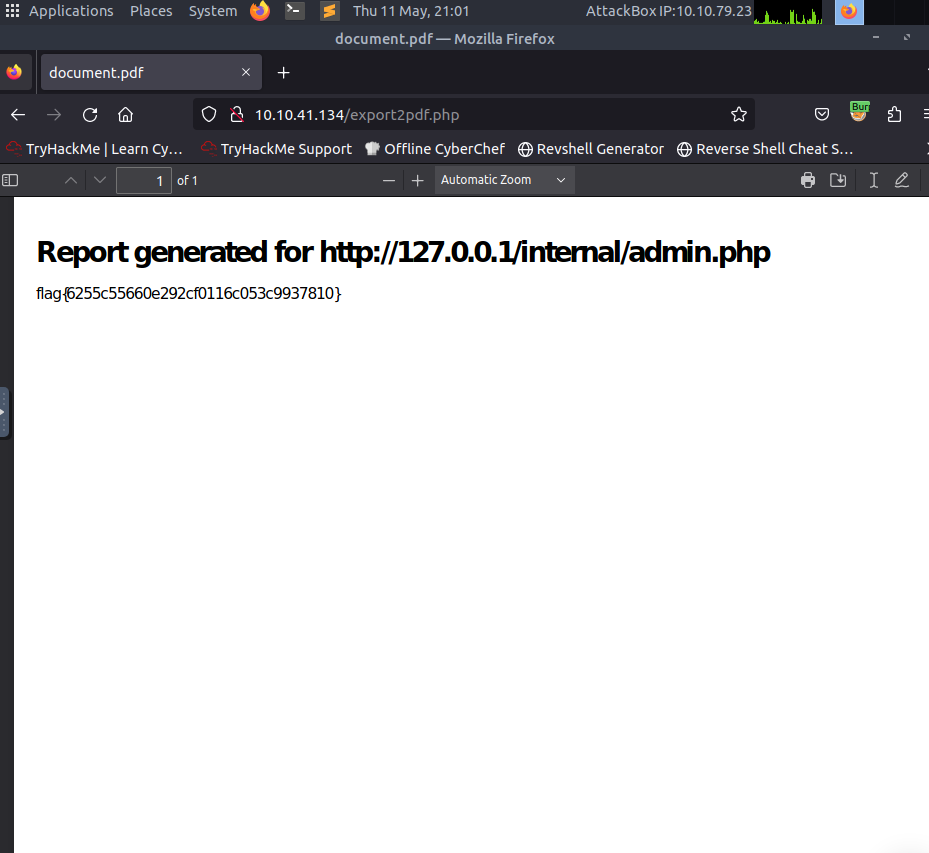 Applications Places System Thu 11 May, 21:01 AttackBox IP:10.10.79.23
document.pdf — Mozilla Firefox
document.pdf
10.10.41.134/export2pdf.php
Bur
TryHackMe | Learn Cy... TryHackMe Support Offline CyberChef Revshell Generator Reverse Shell Cheat S...
1 of 1 Automatic Zoom
Report generated for http://127.0.0.1/internal/admin.php
flag{6255c55660e292cf0116c053c9937810}